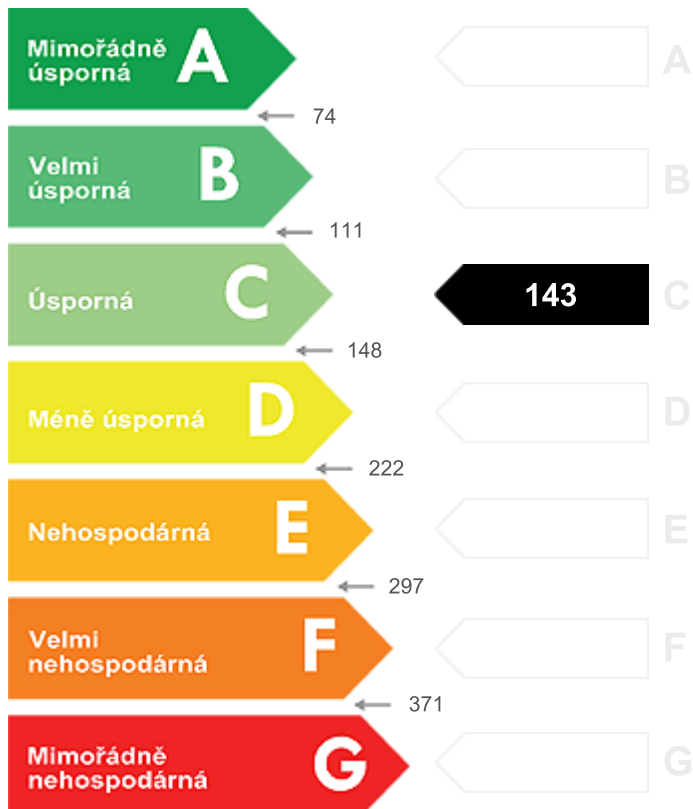 Mimořádně
úsporná
A
A
74
Velmi
úsporná
B
B
111
Úsporná
C
143
C
148
Méně úsporná
D
D
222
Nehospodárná
E
E
297
Velmi
nehospodárná
F
F
371
Mimořádně
nehospodárná
G
G